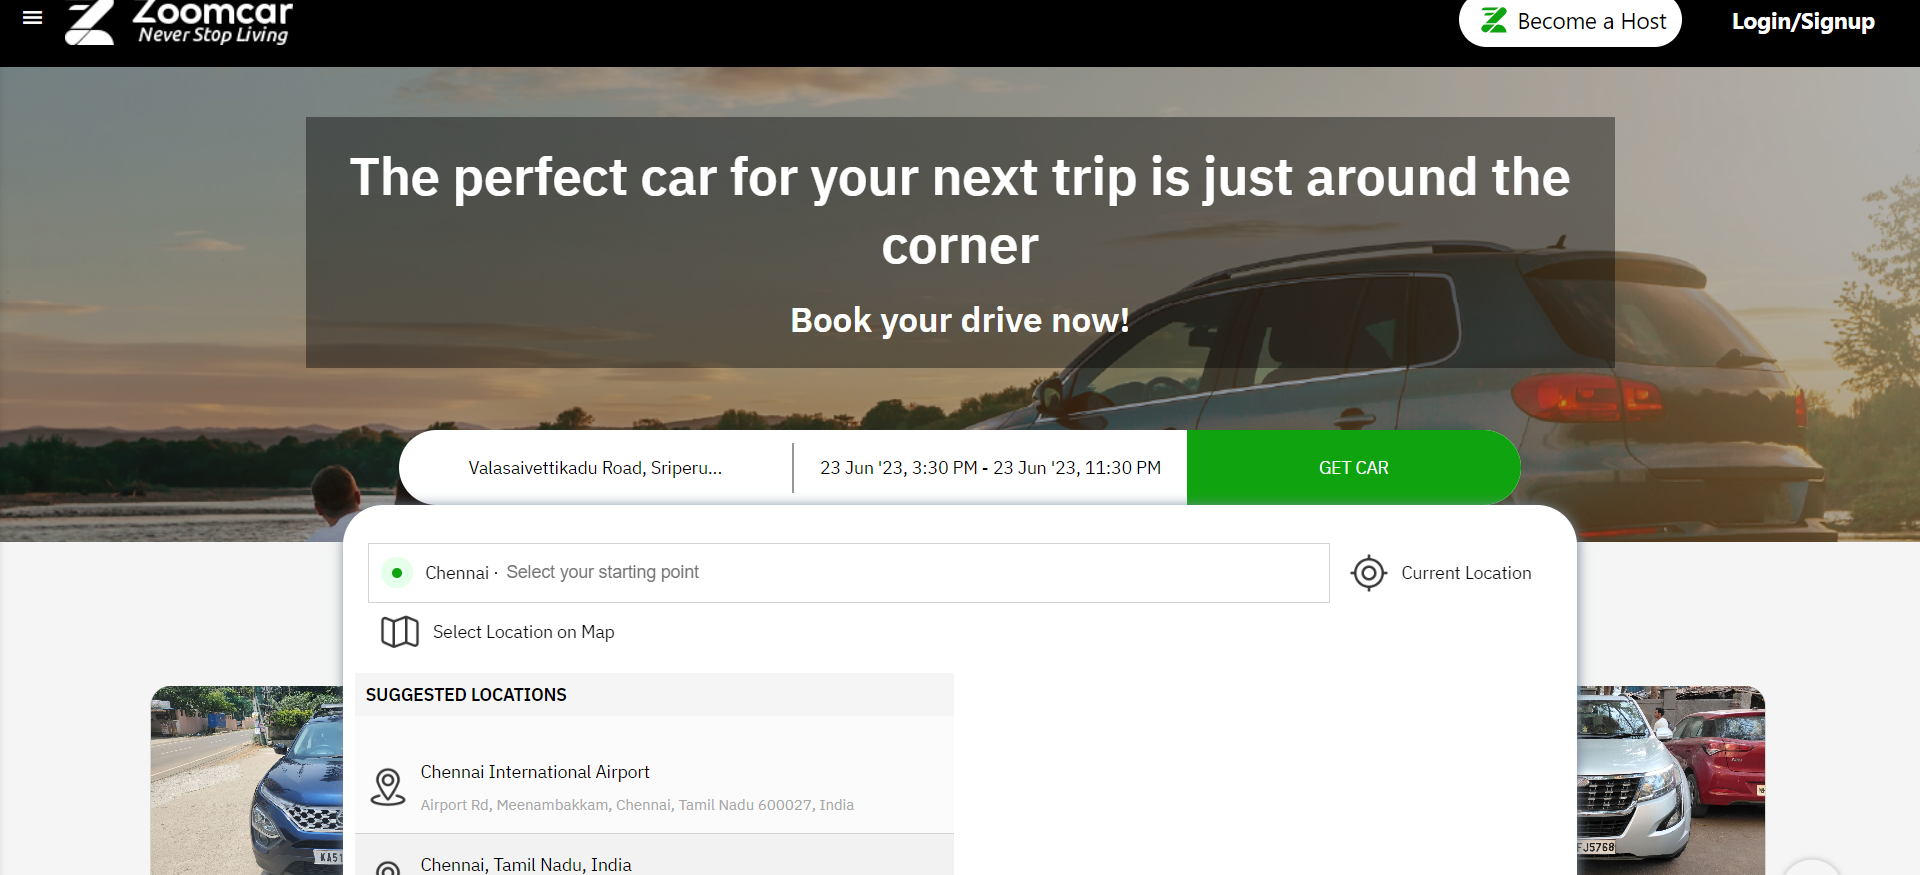 Zoomcar
Never Stop Living
Become a Host
Login/Signup
The perfect car for your next trip is just around the
corner
Book your drive now!
Valasaivettikadu Road, Sriperu...
23 Jun '23, 3:30 PM - 23 Jun '23, 11:30 PM
GET CAR
Chennai · Select your starting point
Current Location
Select Location on Map
SUGGESTED LOCATIONS
Chennai International Airport
Airport Rd, Meenambakkam, Chennai, Tamil Nadu 600027, India
Chennai, Tamil Nadu, India
KA51
FJ5768